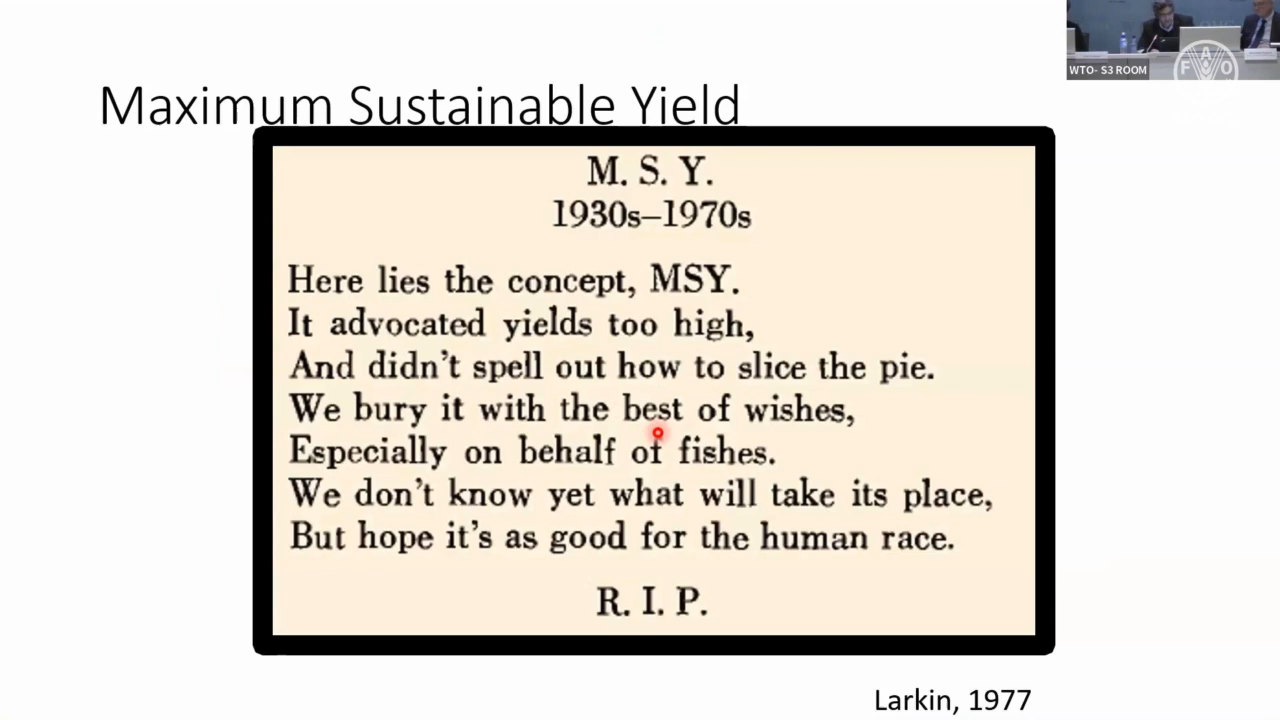 Maximum Sustainable Yield
WTO- S3 ROOM
F A O
M. S. Y.
1930s–1970s
Here lies the concept, MSY.
It advocated yields too high,
And didn't spell out how to slice the pie.
We bury it with the best of wishes,
Especially on behalf of fishes.
We don't know yet what will take its place,
But hope it's as good for the human race.
R. I. P.
Larkin, 1977